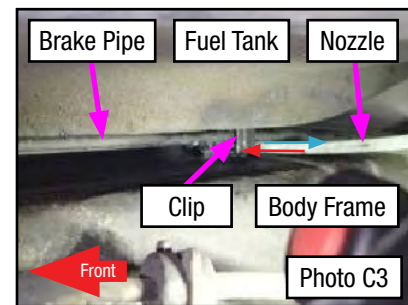 Brake Pipe
Fuel Tank
Nozzle
Clip
Body Frame
Front
Photo C3